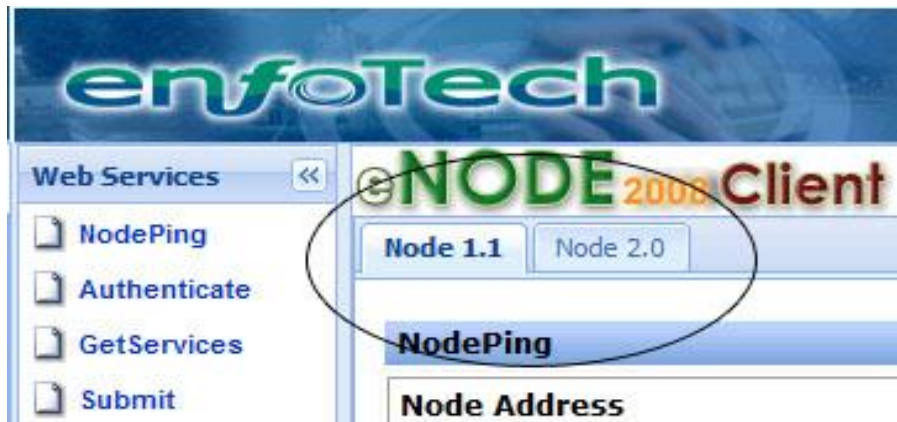 enfoTech
Web Services «
NodePing
Authenticate
GetServices
Submit
eNODE 2008 Client
Node 1.1 Node 2.0
NodePing
Node Address